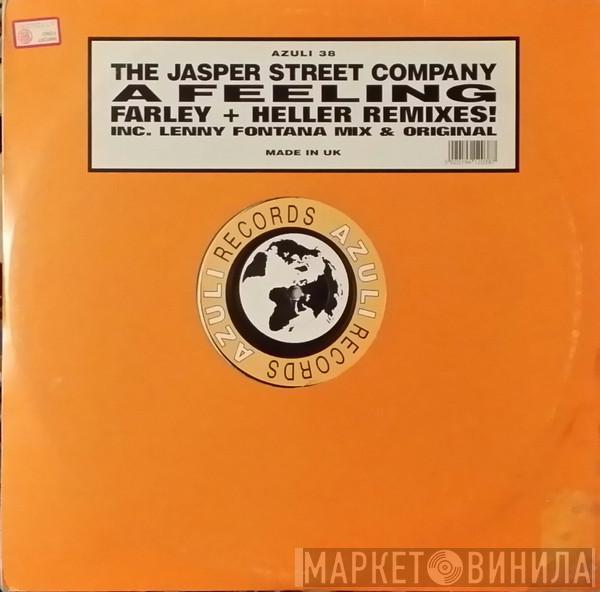 AZULI 38
THE JASPER STREET COMPANY
A FEELING
FARLEY + HELLER REMIXES!
INC. LENNY FONTANA MIX & ORIGINAL
MADE IN UK
AZULI RECORDS
AZULI RECORDS
МАРКЕТ ВИНИЛА